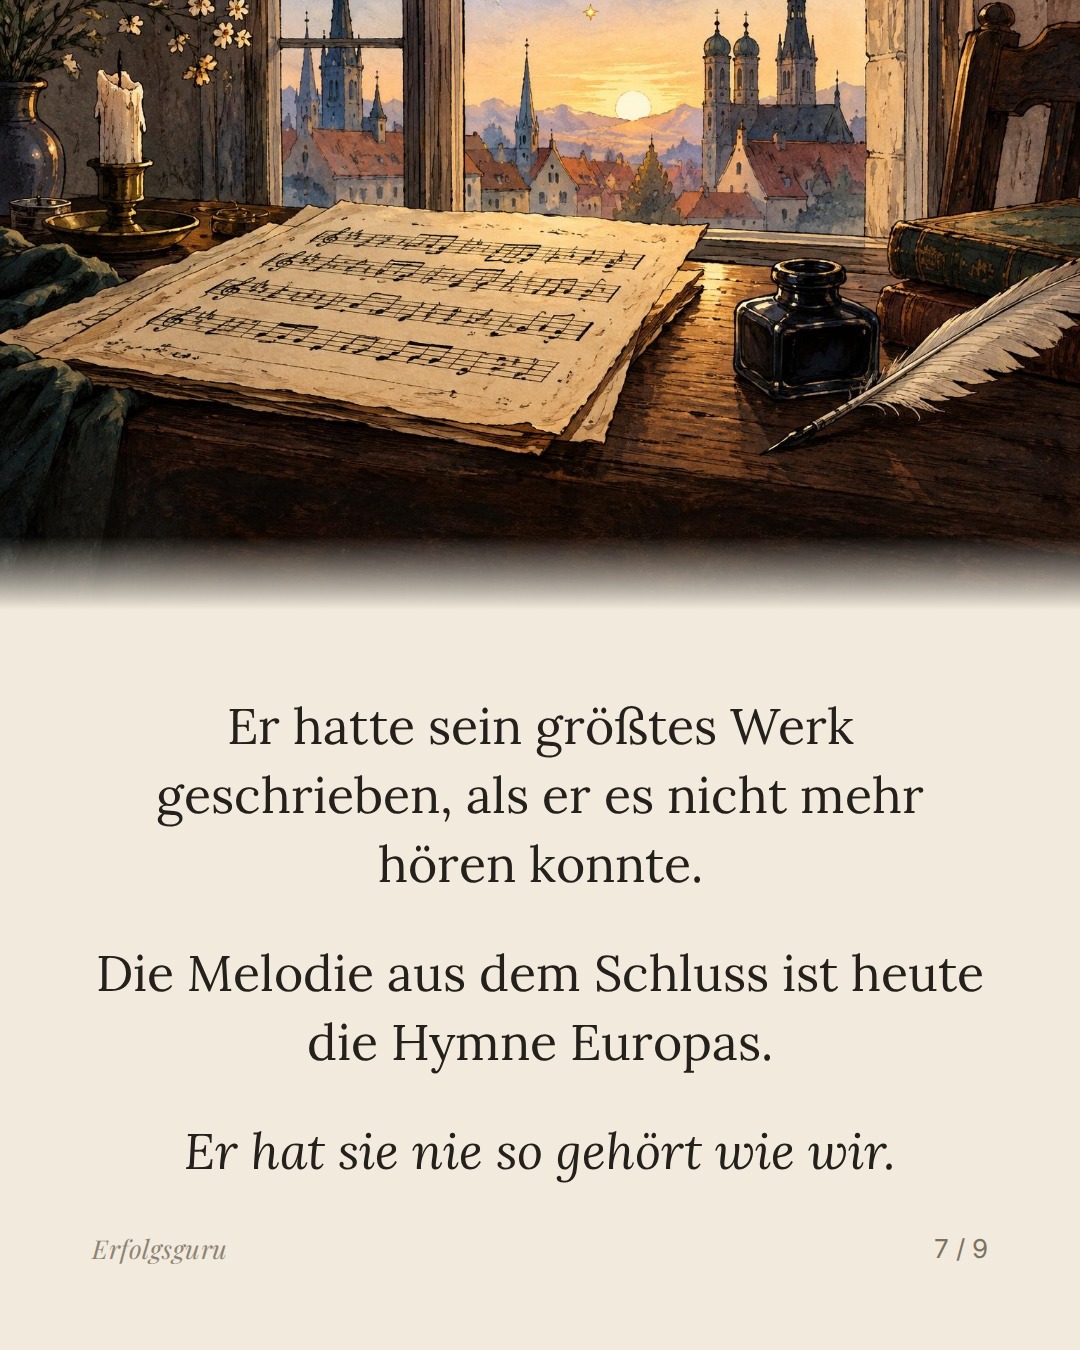 Er hatte sein größtes Werk
geschrieben, als er es nicht mehr
hören konnte.
Die Melodie aus dem Schluss ist heute
die Hymne Europas.
Er hat sie nie so gehört wie wir.
Erfolgsguru
7 / 9